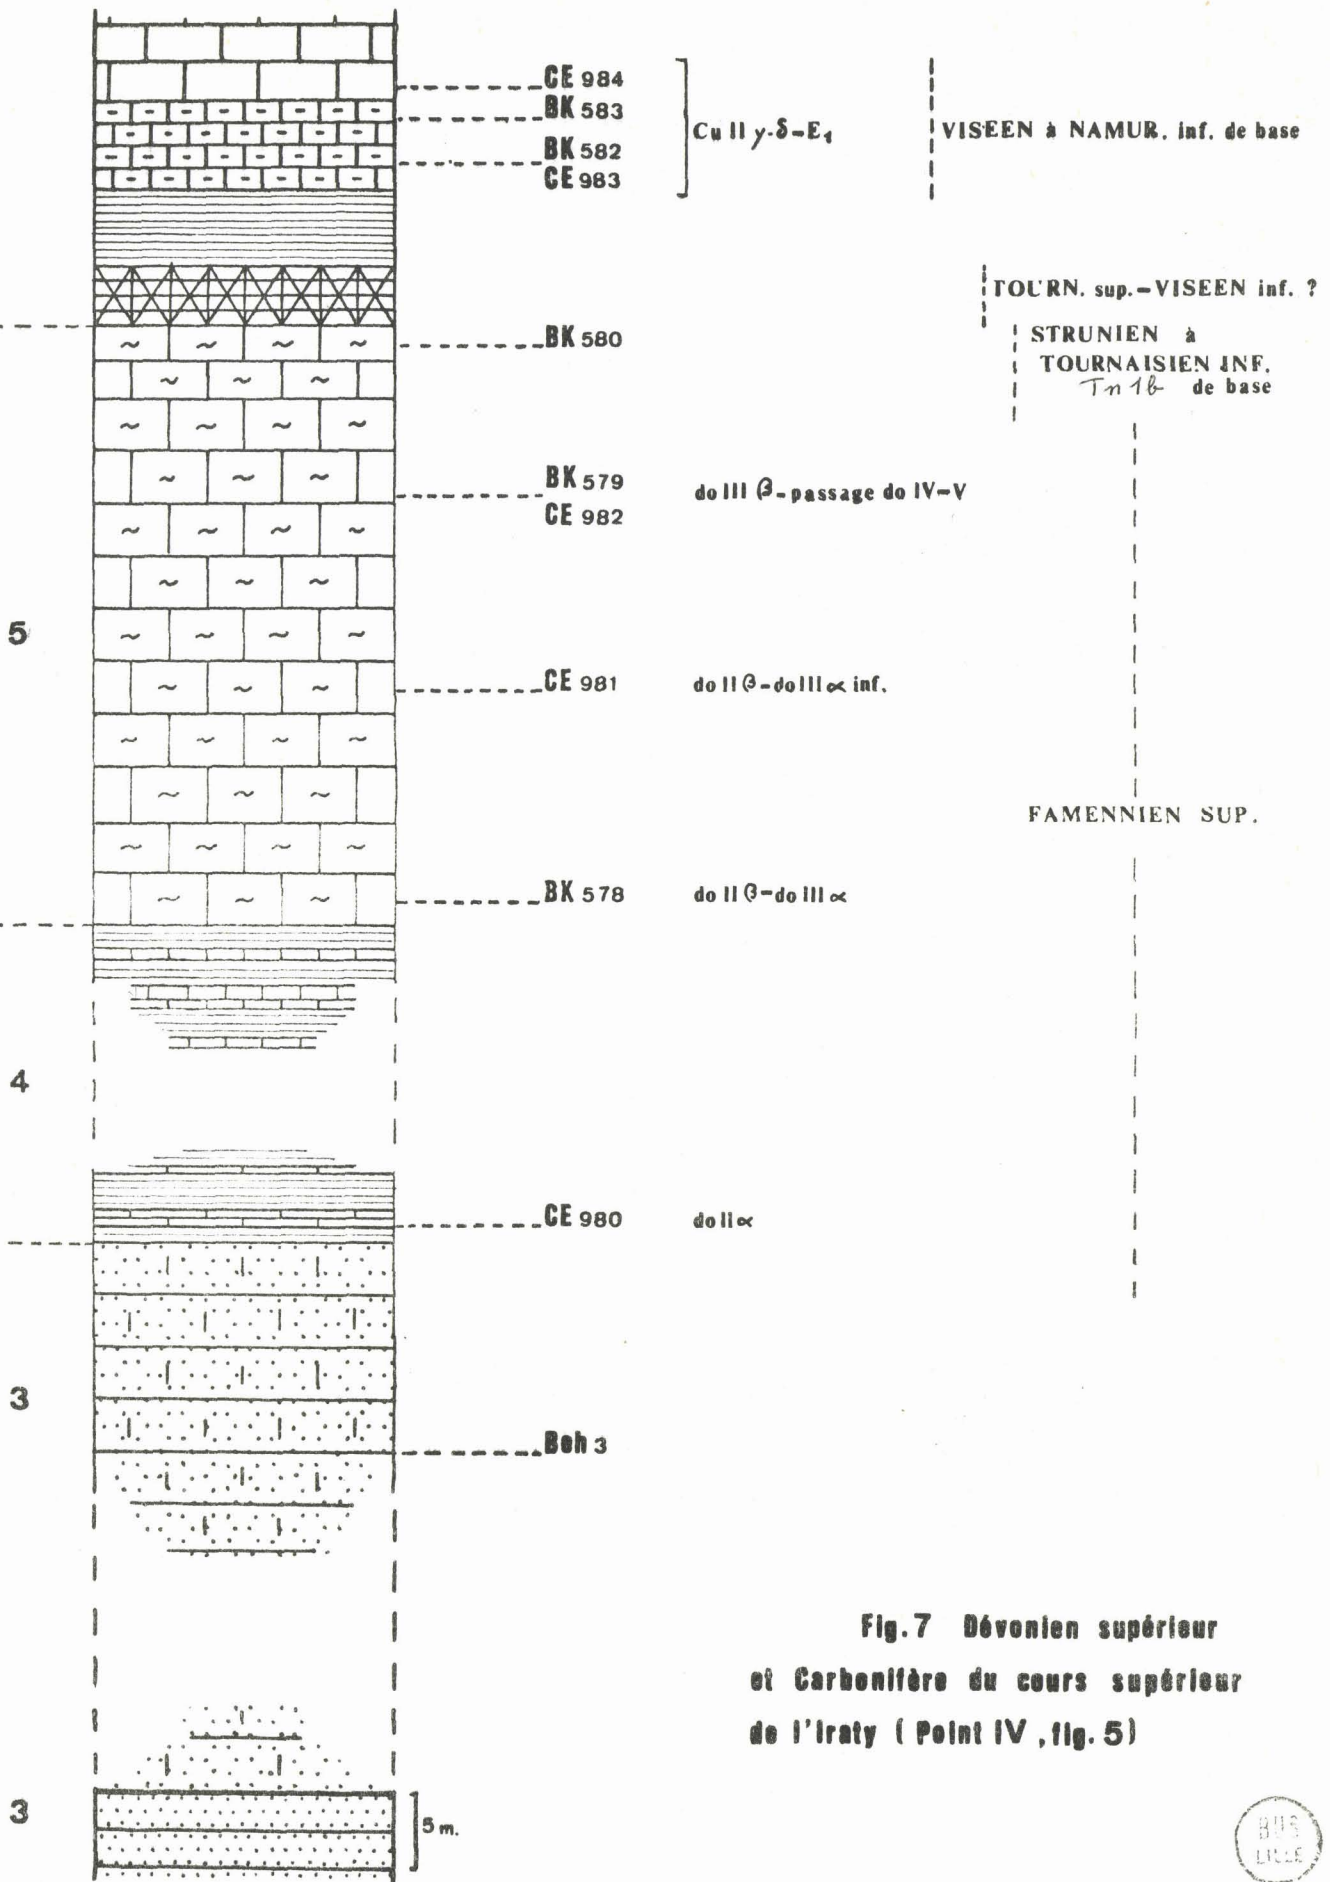 CE 984
BK 583
Cu II γ-δ-E₁
VISEEN à NAMUR. inf. de base
BK 582
CE 983
TOURN. sup.-VISEEN inf. ?
BK 580
STRUNIEN à
TOURNAISIEN INF.
Tn 1b de base
BK 579
do III β-passage do IV-V
CE 982
5
CE 981
do II β-do III α inf.
FAMENNIEN SUP.
BK 578
do II β-do III α
4
CE 980
do II α
3
Beh 3
Fig. 7 Dévonien supérieur
et Carbonifère du cours supérieur
de l'Iraty ( Point IV , fig. 5)
3
5 m.
BUS
LILLE